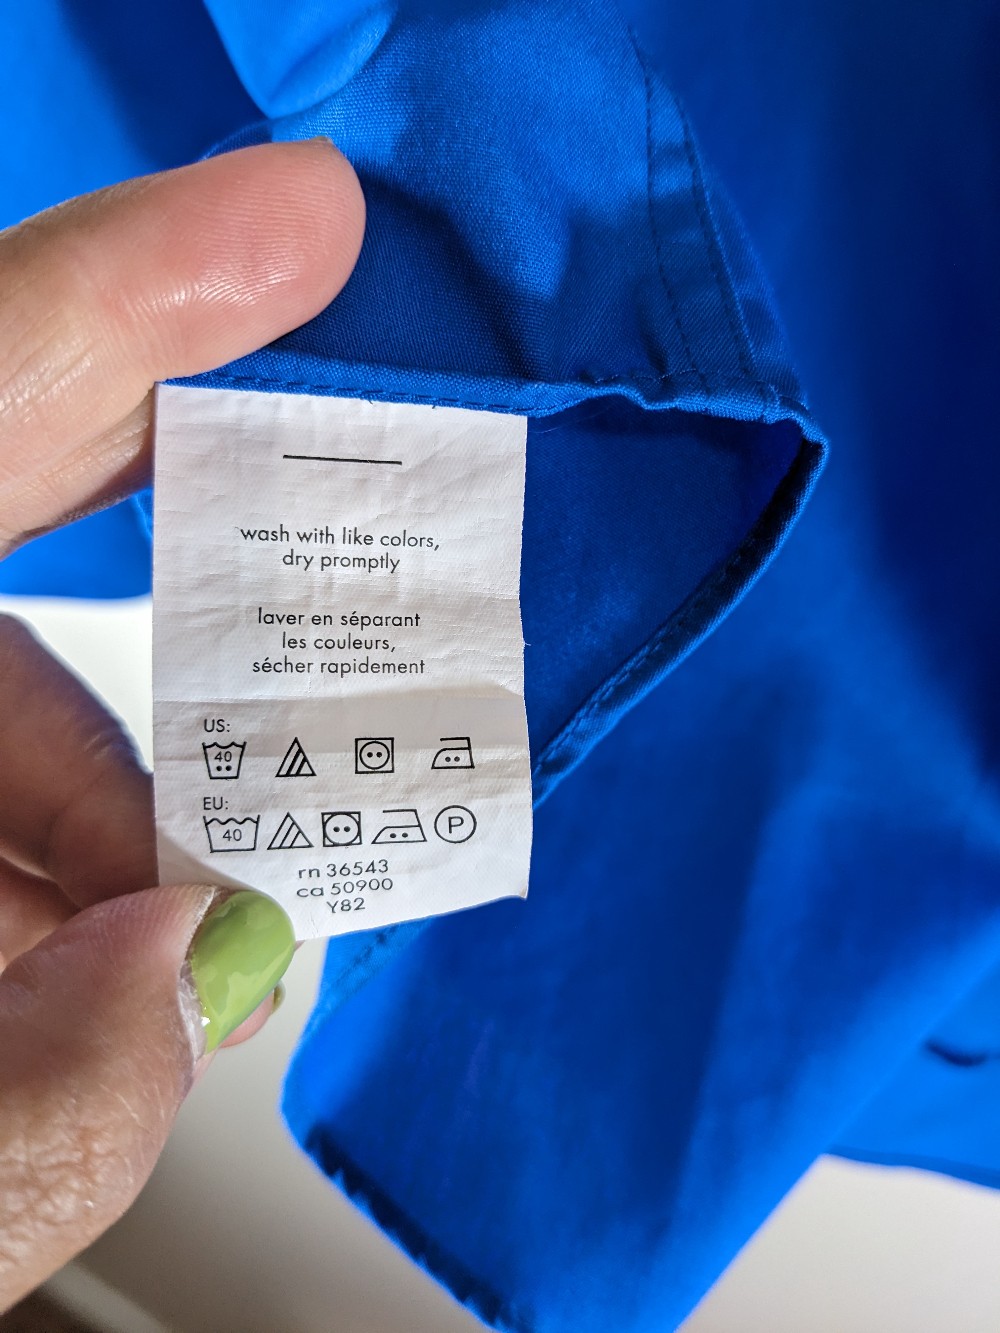 wash with like colors,
dry promptly
laver en séparant
les couleurs,
sécher rapidement
US:
40
EU:
40 P
rn 36543
ca 50900
Y82